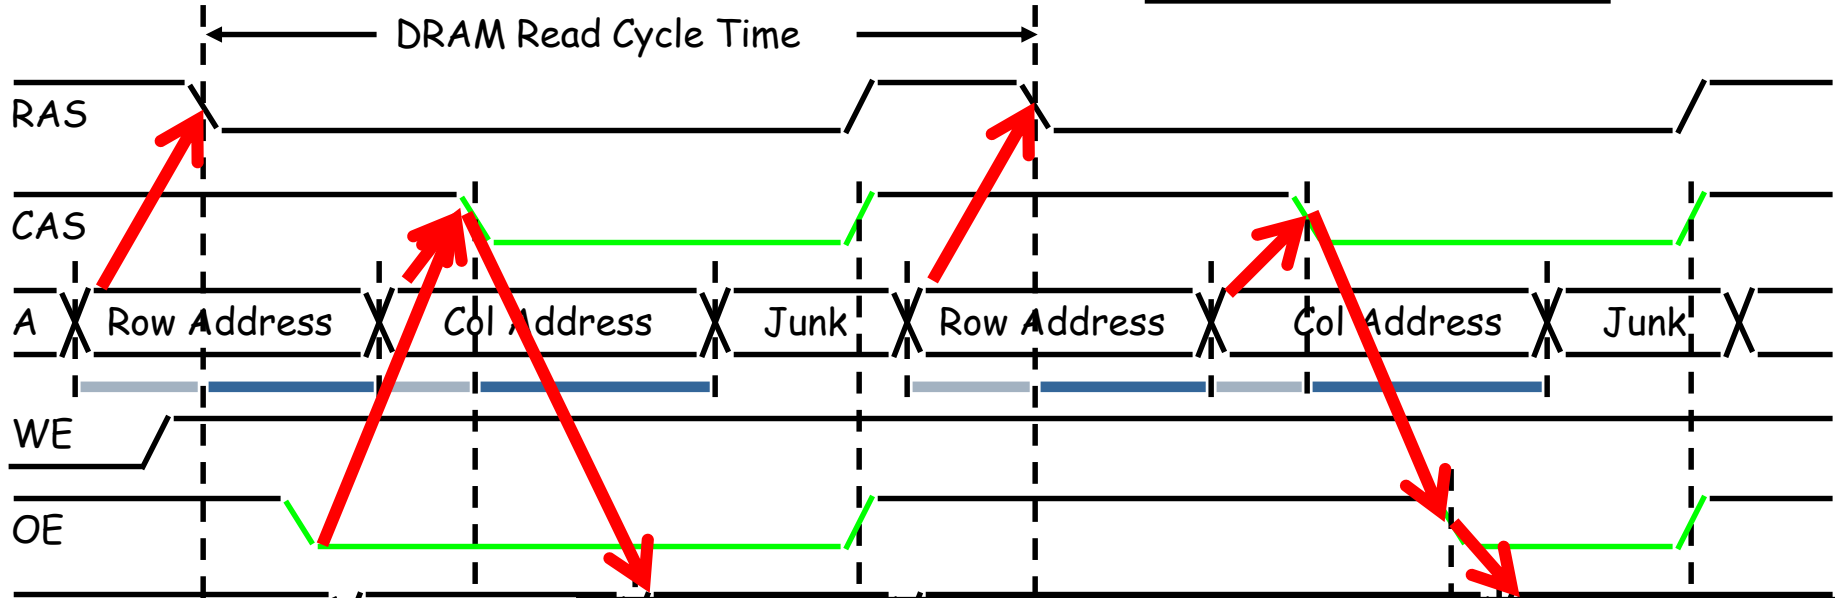 DRAM Read Cycle Time
RAS
CAS
A Row Address Col Address Junk Row Address Col Address Junk
WE
OE